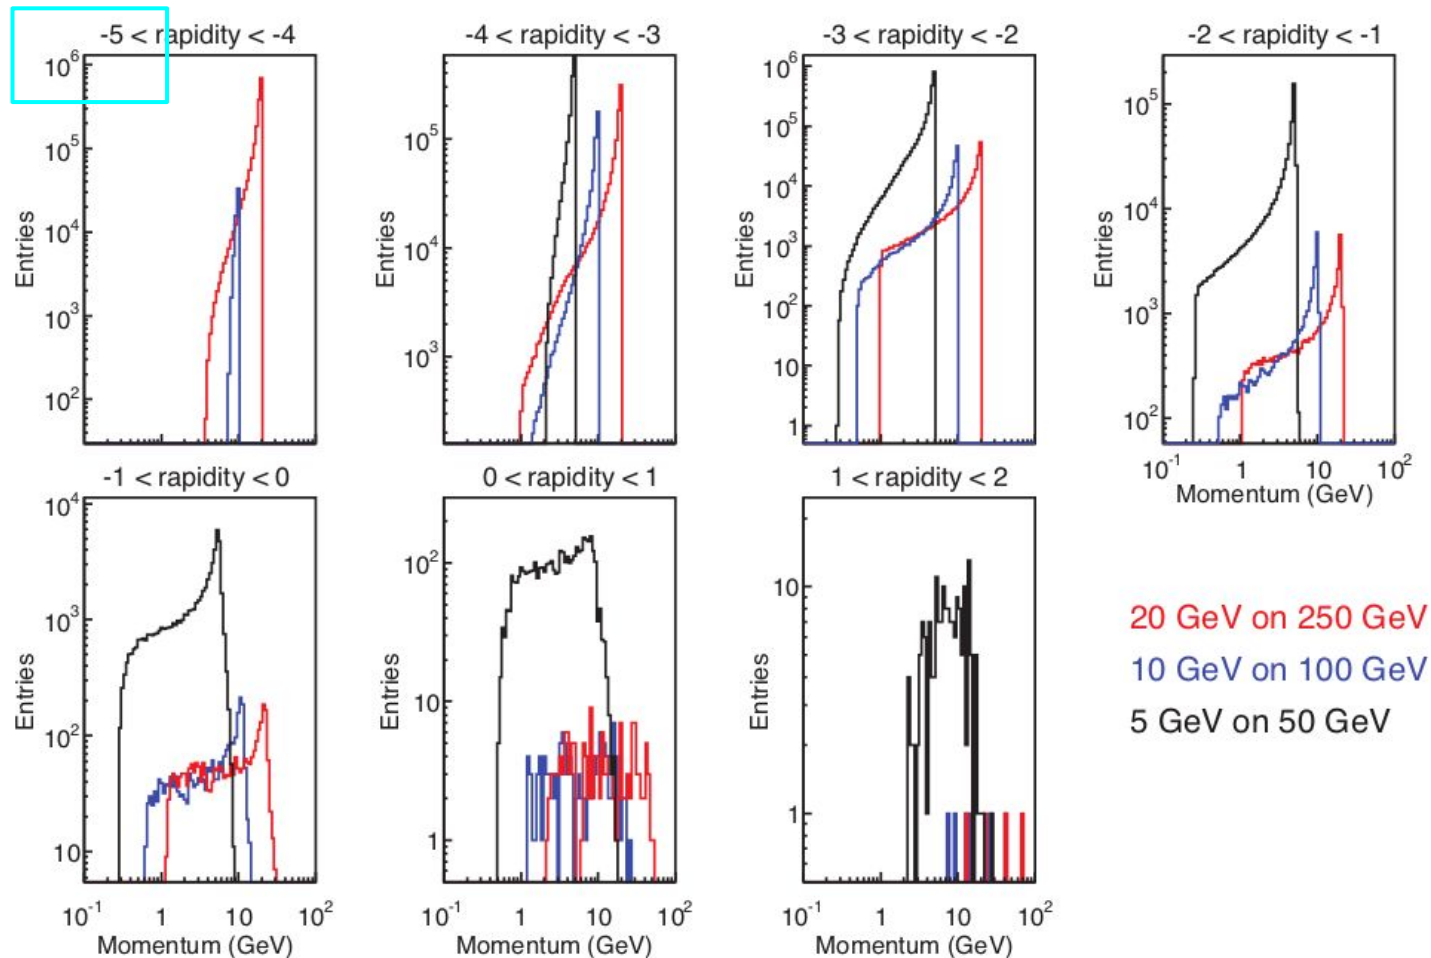 -5 < rapidity < -4
10^6
10^5
10^4
10^3
10^2
Entries
-4 < rapidity < -3
10^5
10^4
10^3
Entries
-3 < rapidity < -2
10^6
10^5
10^4
10^3
10^2
10
1
Entries
-2 < rapidity < -1
10^5
10^4
10^3
10^2
Entries
10^-1 1 10 10^2
Momentum (GeV)
-1 < rapidity < 0
10^4
10^3
10^2
10
Entries
10^-1 1 10 10^2
Momentum (GeV)
0 < rapidity < 1
10^2
10
1
Entries
10^-1 1 10 10^2
Momentum (GeV)
1 < rapidity < 2
10
1
Entries
10^-1 1 10 10^2
Momentum (GeV)
20 GeV on 250 GeV
10 GeV on 100 GeV
5 GeV on 50 GeV